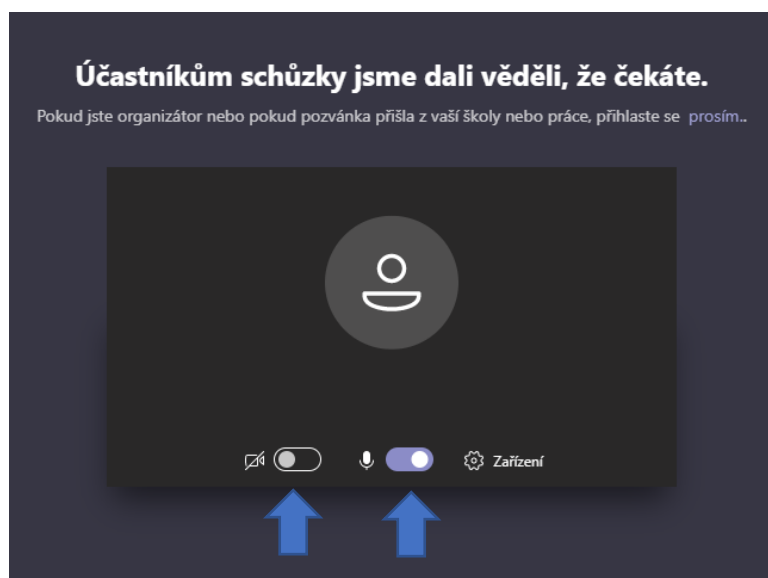 Účastníkům schůzky jsme dali věděli, že čekáte.
Pokud jste organizátor nebo pokud pozvánka přišla z vaší školy nebo práce, přihlaste se prosím..
Zařízení